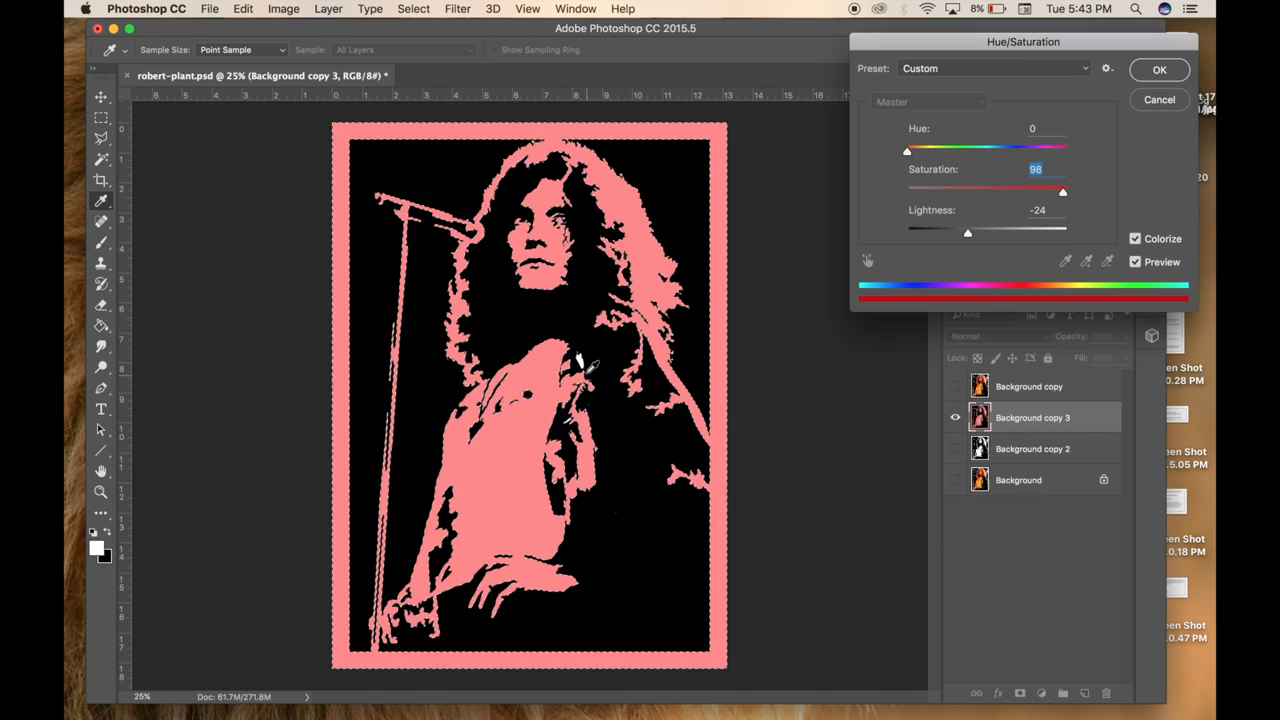 Photoshop CC File Edit Image Layer Type Select Filter 3D View Window Help 8% Tue 5:43 PM
Adobe Photoshop CC 2015.5
Sample Size: Point Sample Sample: All Layers Show Sampling Ring
× robert-plant.psd @ 25% (Background copy 3, RGB/8#) *
Hue/Saturation
Preset: Custom
OK
Master
Cancel
Hue: 0
Saturation: 98
Lightness: -24
Colorize
Preview
Kind
Normal Opacity: 100%
Lock: Fill: 100%
Background copy
Background copy 3
Background copy 2
Background
een Shot
0.28 PM
een Shot
.5.05 PM
een Shot
.0.18 PM
een Shot
0.47 PM
25% Doc: 61.7M/271.8M